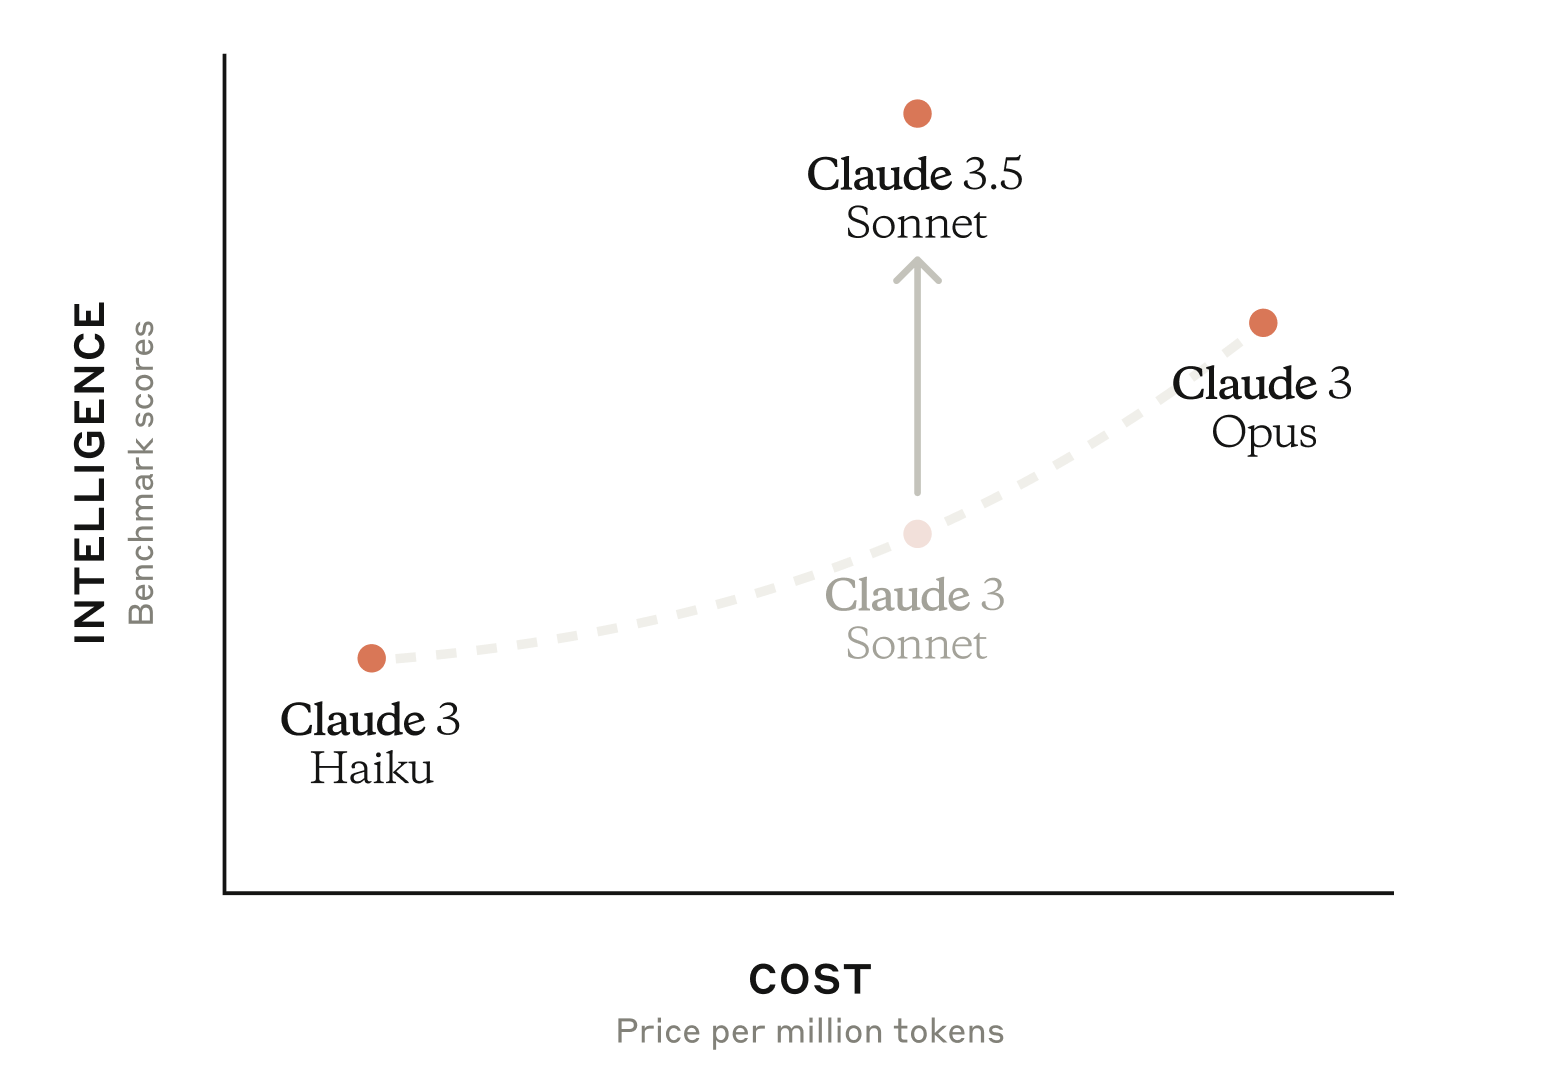 INTELLIGENCE
Benchmark scores
Claude 3.5
Sonnet
Claude 3
Opus
Claude 3
Sonnet
Claude 3
Haiku
COST
Price per million tokens